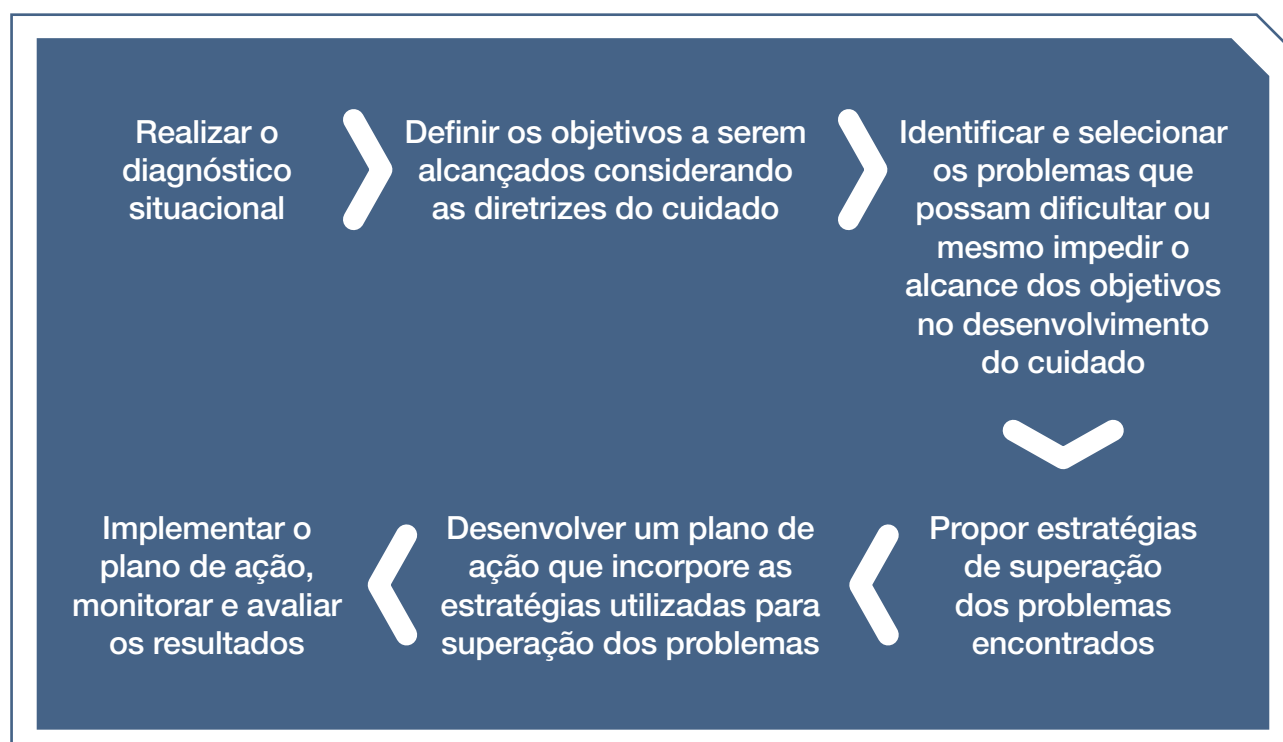 Realizar o
diagnóstico
situacional
Definir os objetivos a serem
alcançados considerando
as diretrizes do cuidado
Identificar e selecionar
os problemas que
possam dificultar ou
mesmo impedir o
alcance dos objetivos
no desenvolvimento
do cuidado
Propor estratégias
de superação
dos problemas
encontrados
Desenvolver um plano de
ação que incorpore as
estratégias utilizadas para
superação dos problemas
Implementar o
plano de ação,
monitorar e avaliar
os resultados